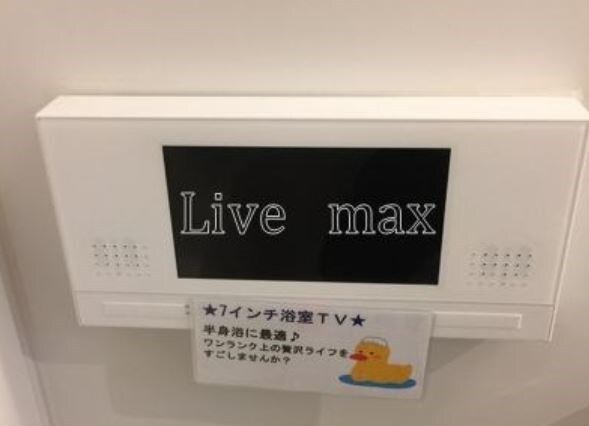 Live max
★7インチ浴室TV★
半身浴に最適♪
ワンランク上の贅沢ライフを
すごしませんか？